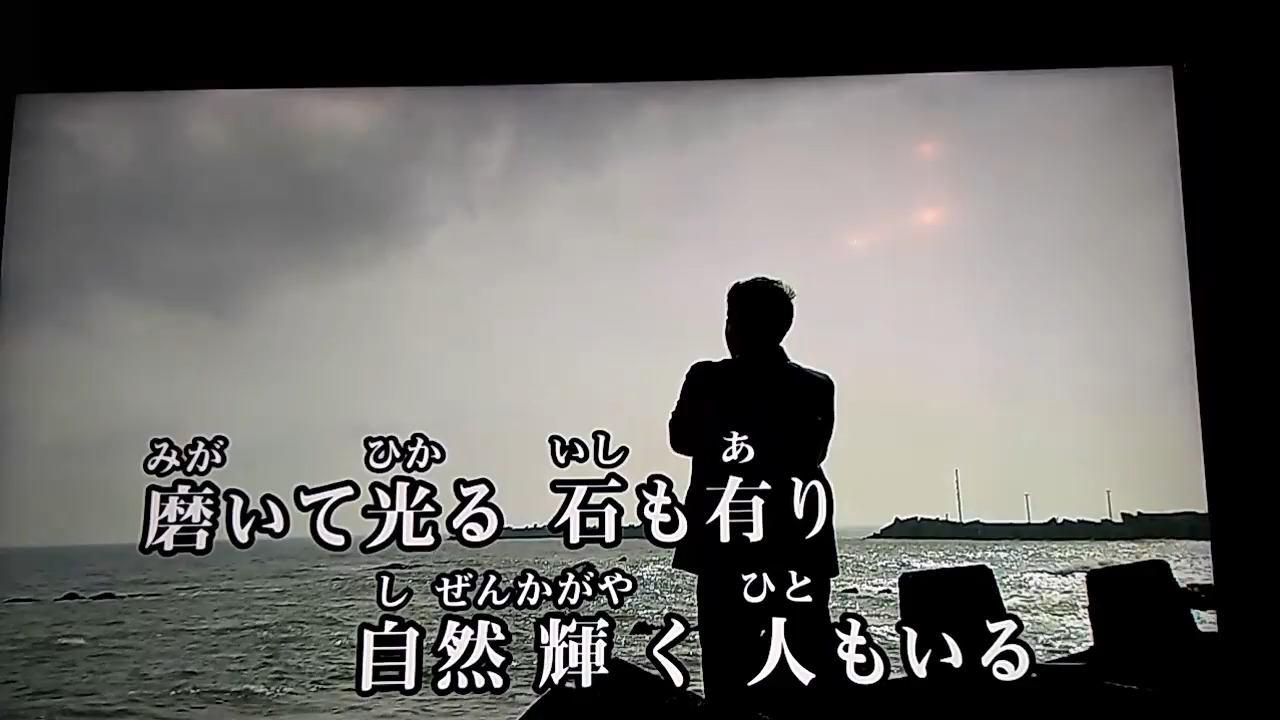 みが ひか いし あ
磨いて光る 石も有り
し ぜんかがや ひと
自然 輝く 人もいる